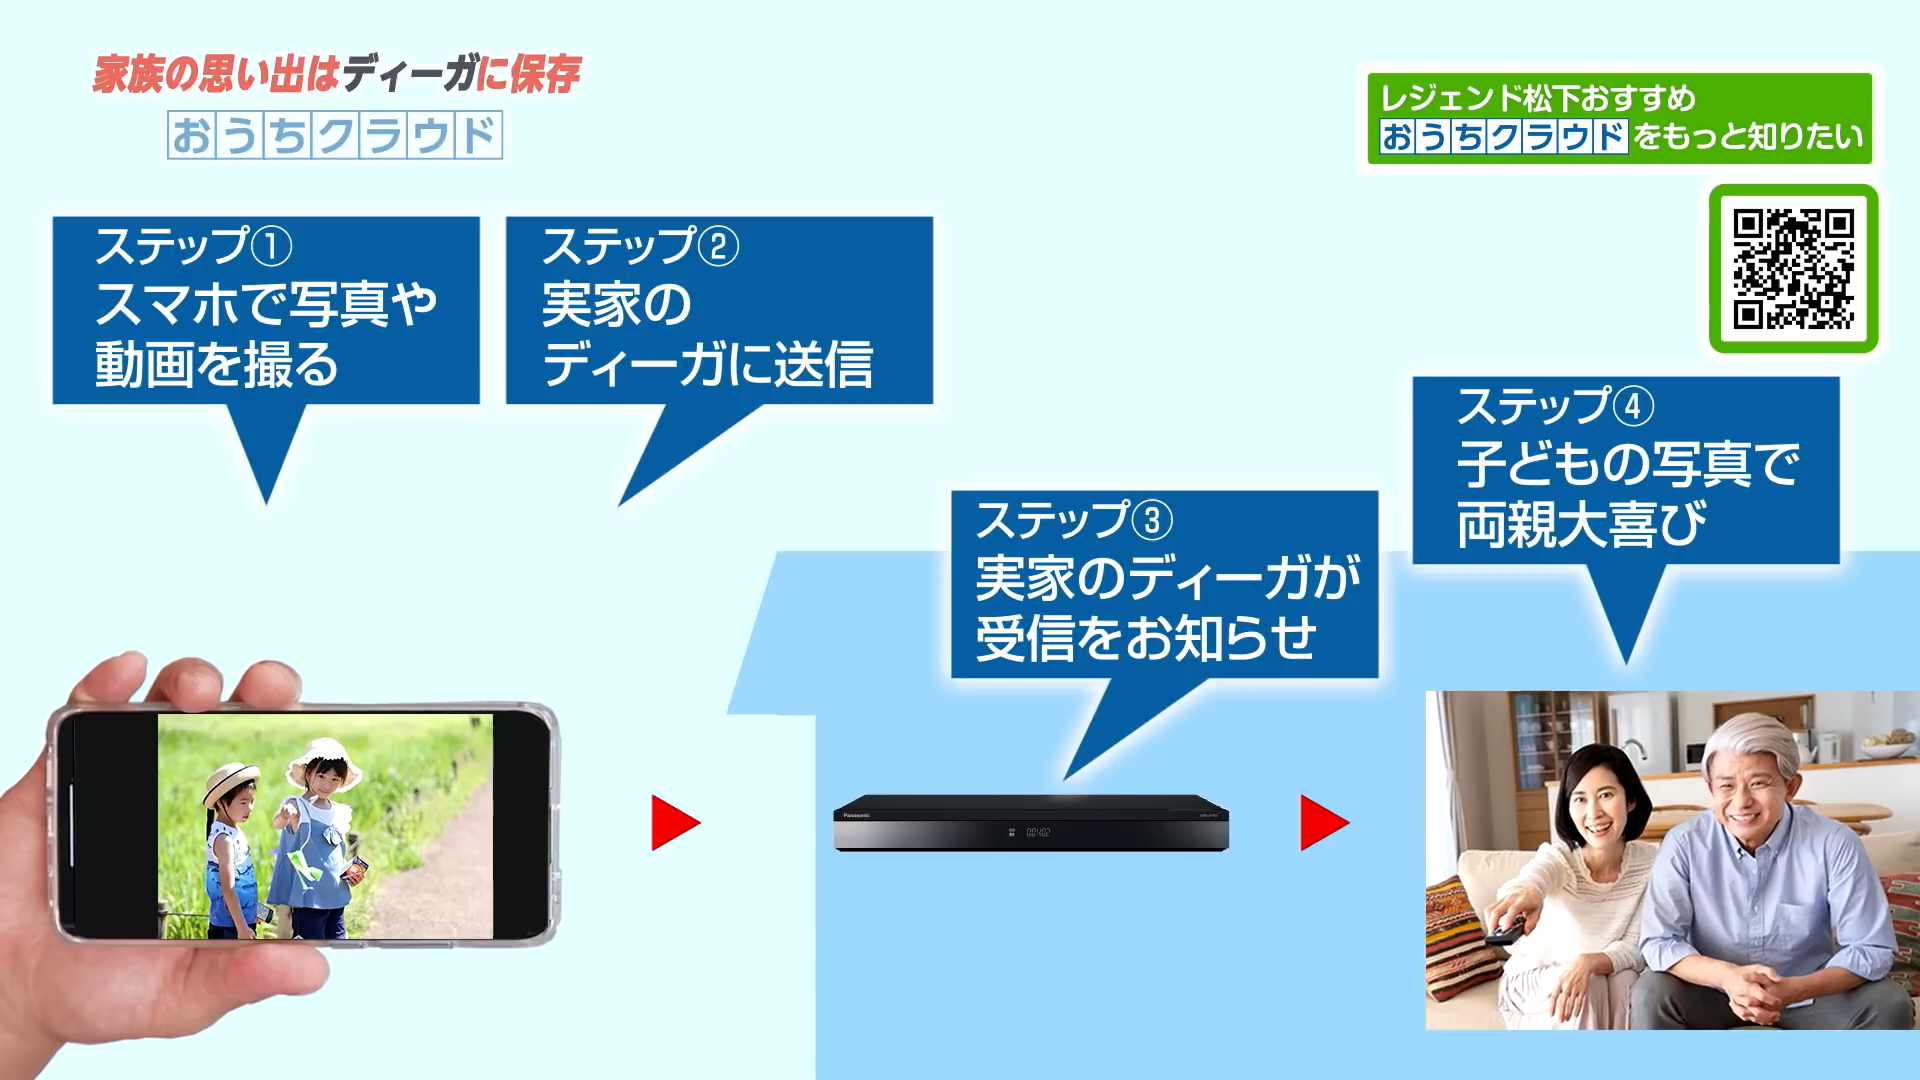 家族の思い出はディーガに保存
おうちクラウド
レジェンド松下おすすめ
おうちクラウドをもっと知りたい
ステップ①
スマホで写真や
動画を撮る
ステップ②
実家の
ディーガに送信
ステップ③
実家のディーガが
受信をお知らせ
ステップ④
子どもの写真で
両親大喜び
Panasonic